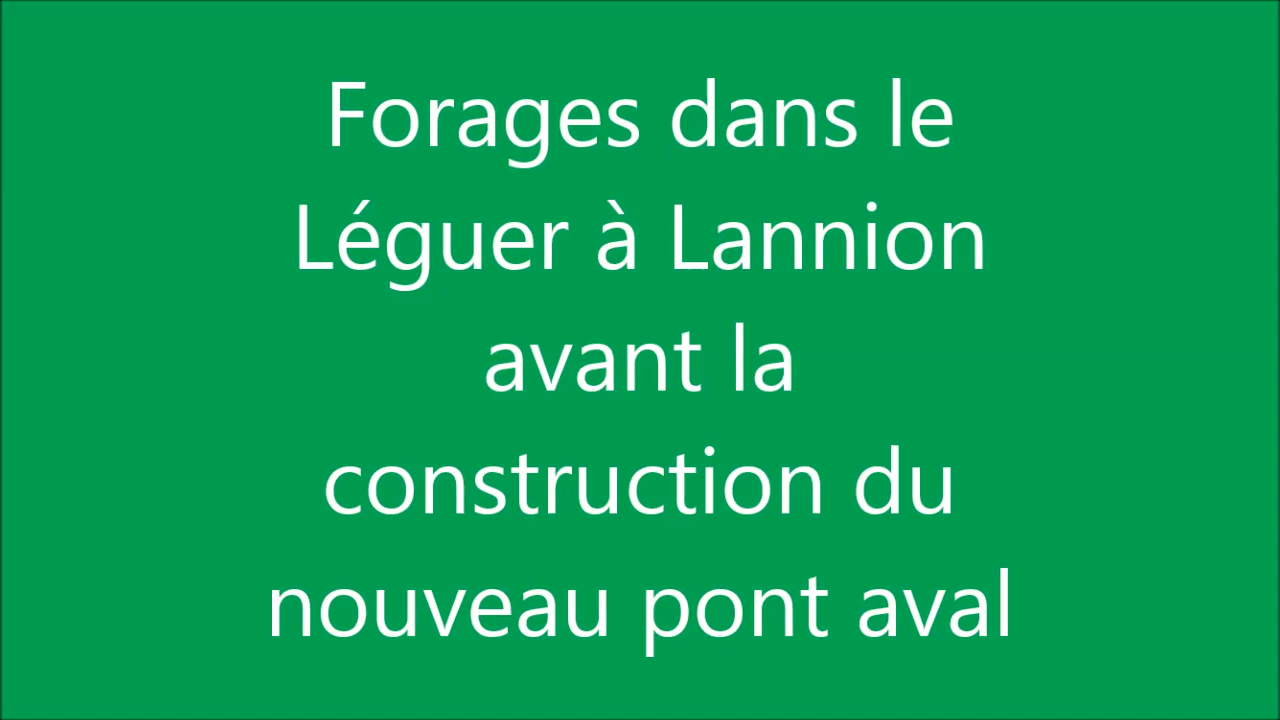 Forages dans le
Léguer à Lannion
avant la
construction du
nouveau pont aval